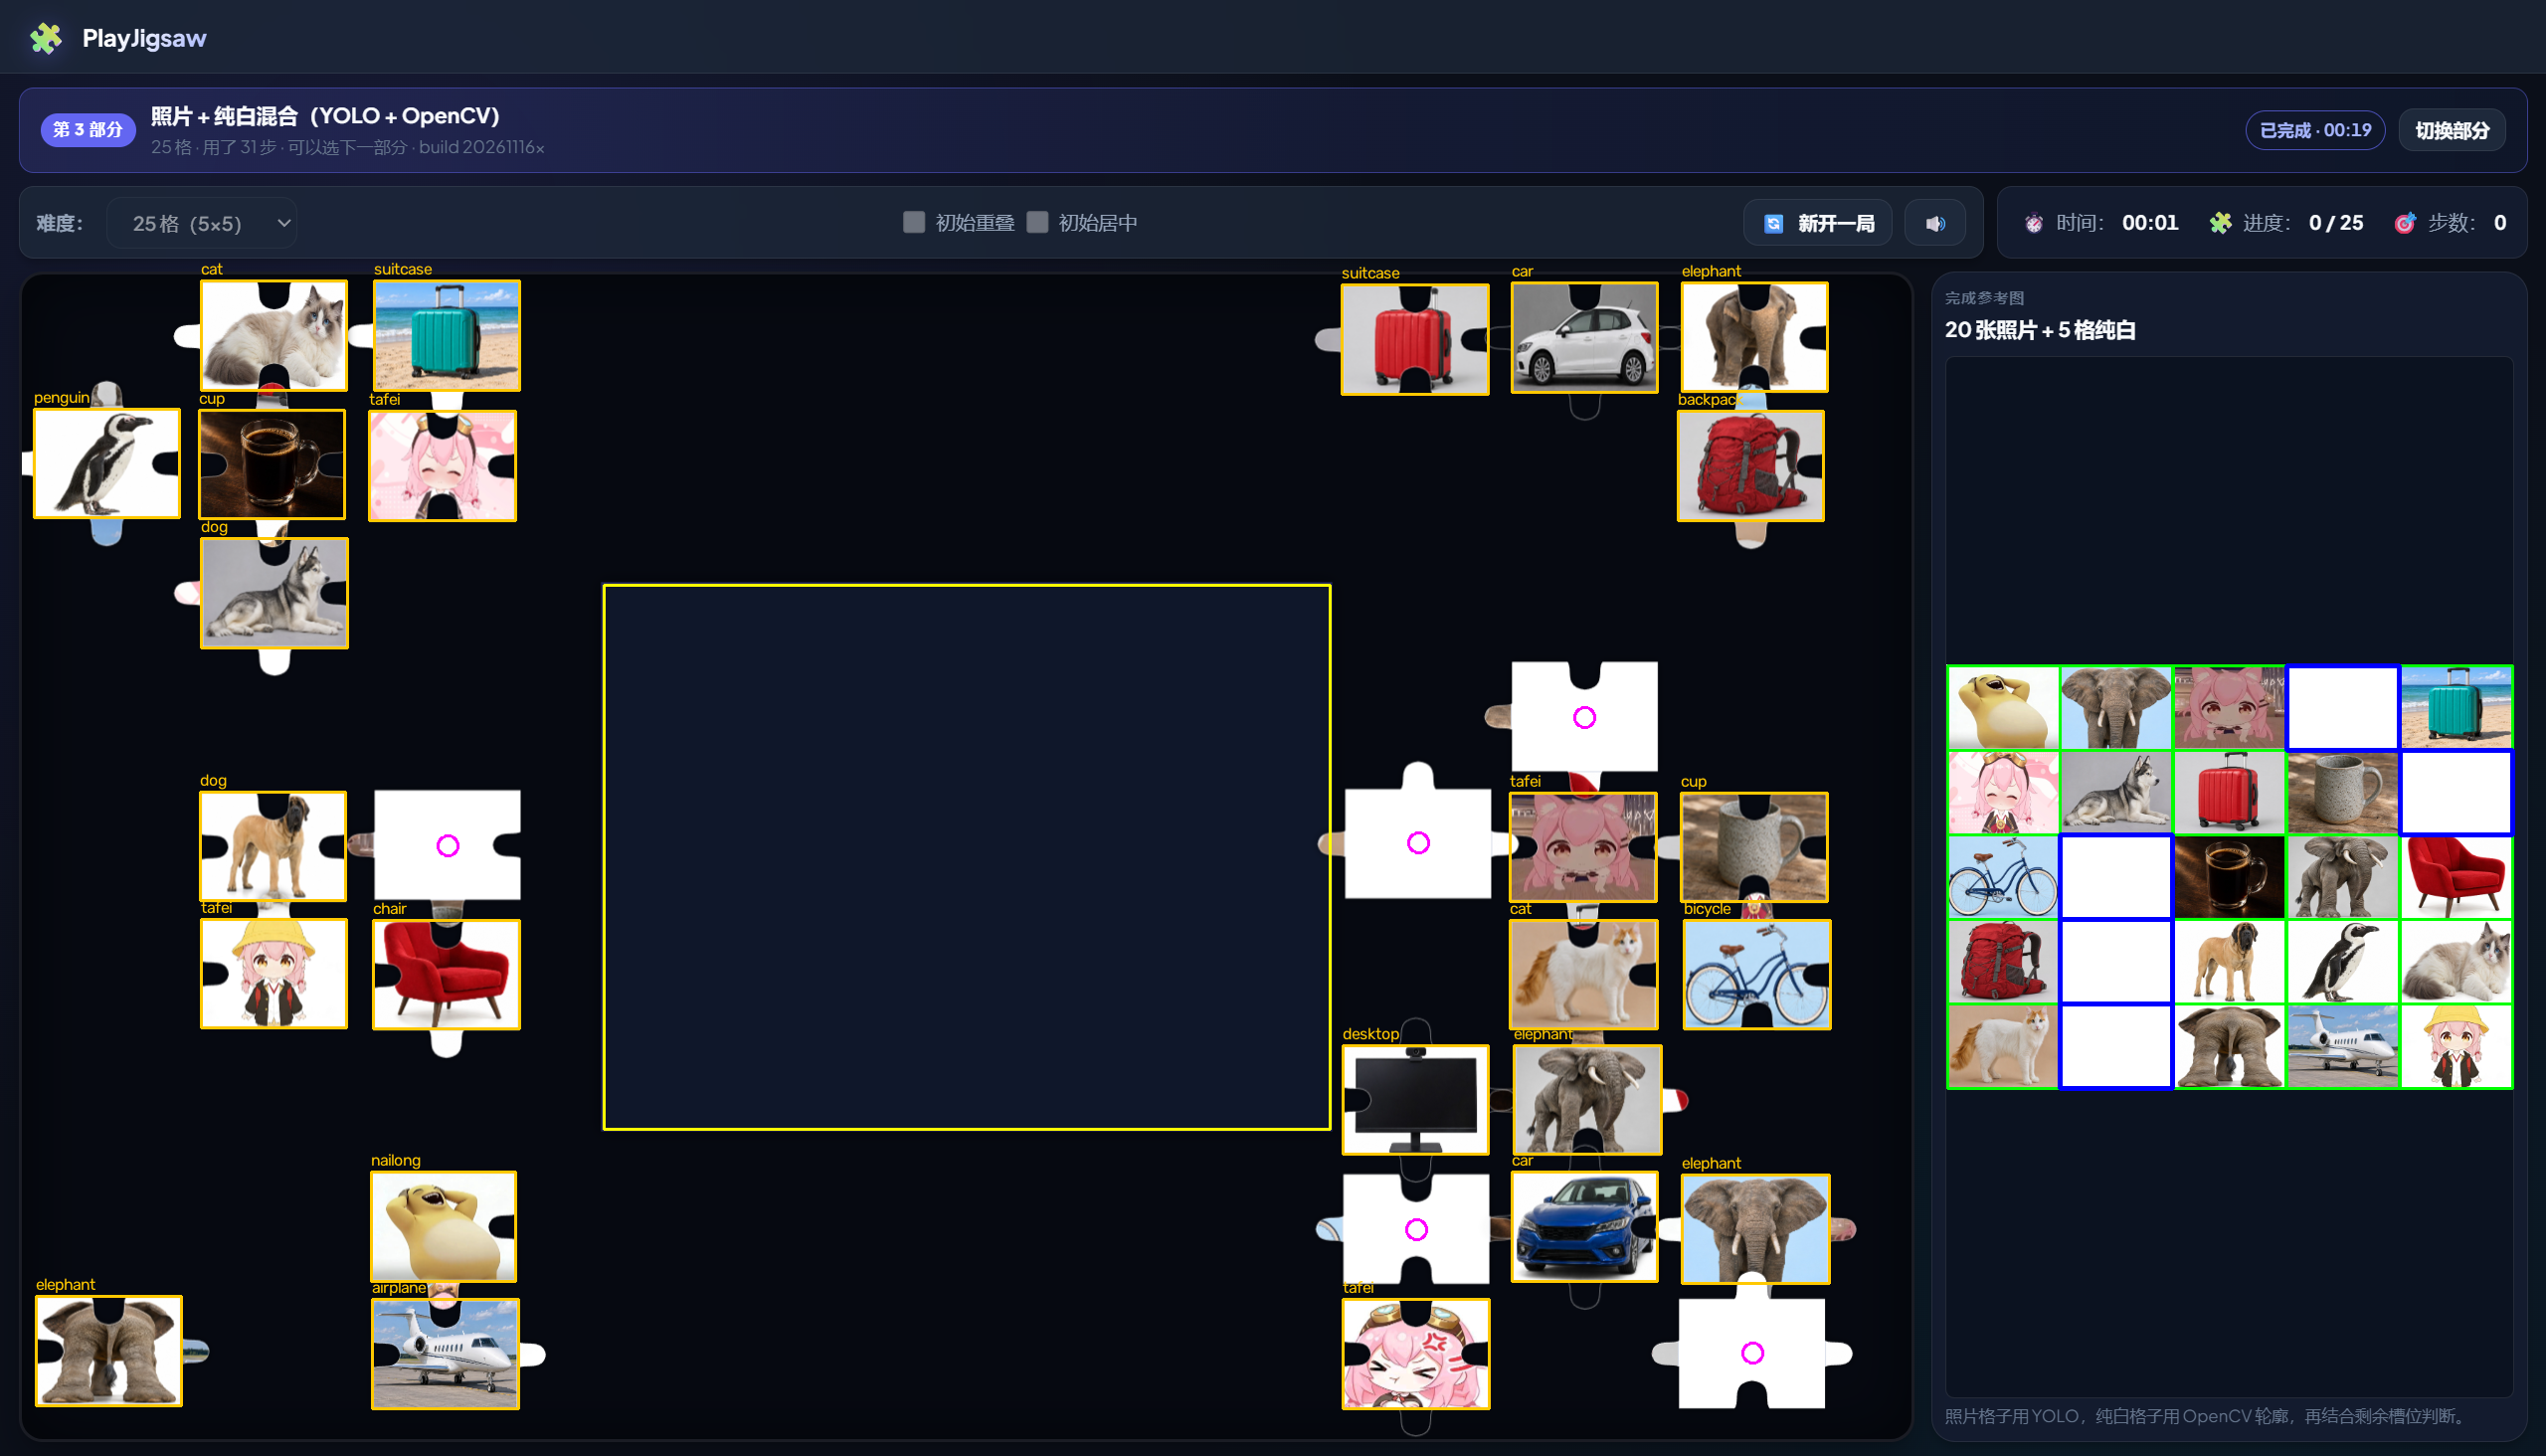 PlayJigsaw
第 3 部分
照片 + 纯白混合（YOLO + OpenCV）
25 格 · 用了 31 步 · 可以选下一部分 · build 20261116x
已完成 · 00:19
切换部分
难度：
25 格（5×5）
初始重叠
初始居中
新开一局
时间： 00:01
进度： 0 / 25
步数： 0
cat
suitcase
suitcase
car
elephant
penguin
cup
tafei
backpack
dog
dog
tafei
cup
tafei
chair
cat
bicycle
desktop
elephant
nailong
car
elephant
elephant
airplane
tafei
完成参考图
20 张照片 + 5 格纯白
照片格子用 YOLO，纯白格子用 OpenCV 轮廓，再结合剩余槽位判断。